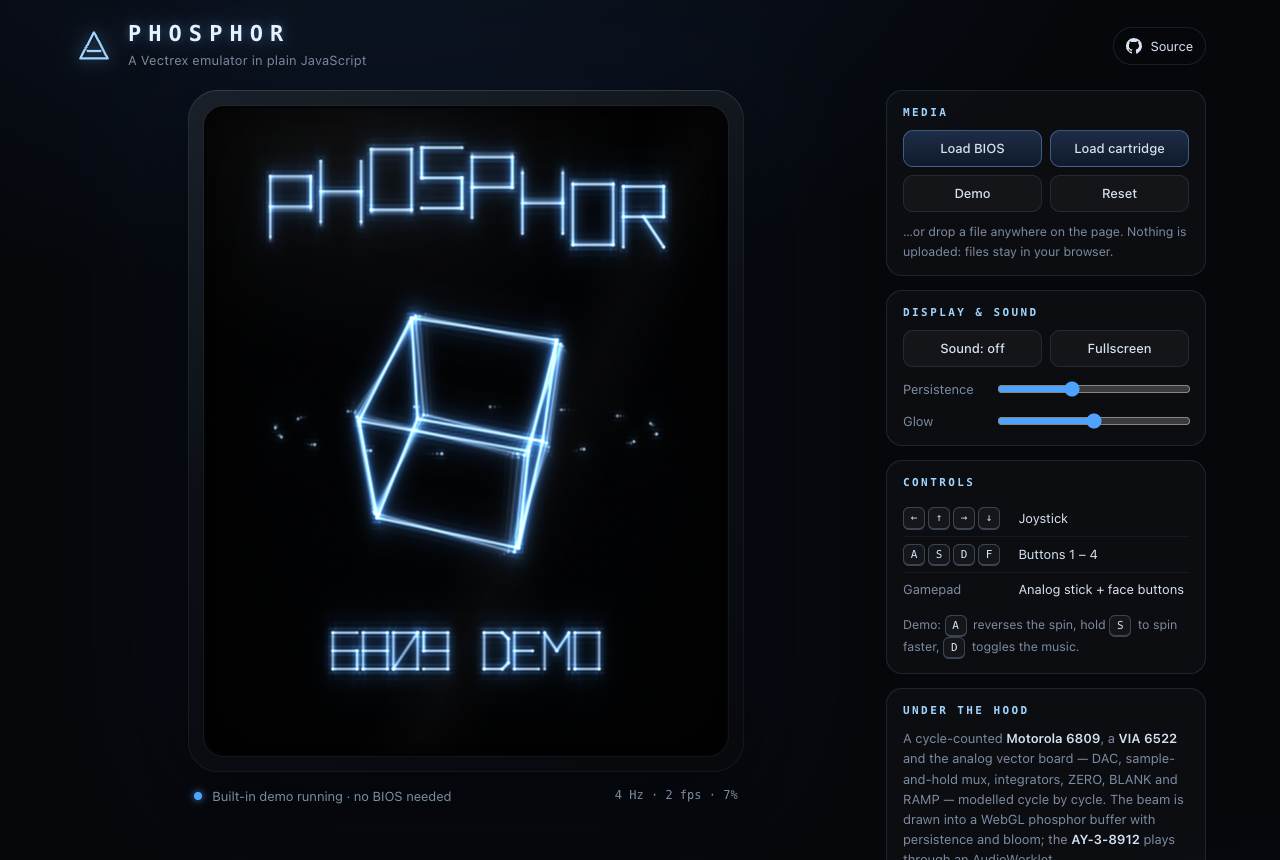 PHOSPHOR
A Vectrex emulator in plain JavaScript
Source
PHOSPHOR
6809 DEMO
Built-in demo running · no BIOS needed
4 Hz · 2 fps · 7%
MEDIA
Load BIOS
Load cartridge
Demo
Reset
…or drop a file anywhere on the page. Nothing is
uploaded: files stay in your browser.
DISPLAY & SOUND
Sound: off
Fullscreen
Persistence
Glow
CONTROLS
← ↑ → ↓ Joystick
A S D F Buttons 1 – 4
Gamepad Analog stick + face buttons
Demo: A reverses the spin, hold S to spin
faster, D toggles the music.
UNDER THE HOOD
A cycle-counted Motorola 6809, a VIA 6522
and the analog vector board — DAC, sample-
and-hold mux, integrators, ZERO, BLANK and
RAMP — modelled cycle by cycle. The beam is
drawn into a WebGL phosphor buffer with
persistence and bloom; the AY-3-8912 plays
through an AudioWorklet.